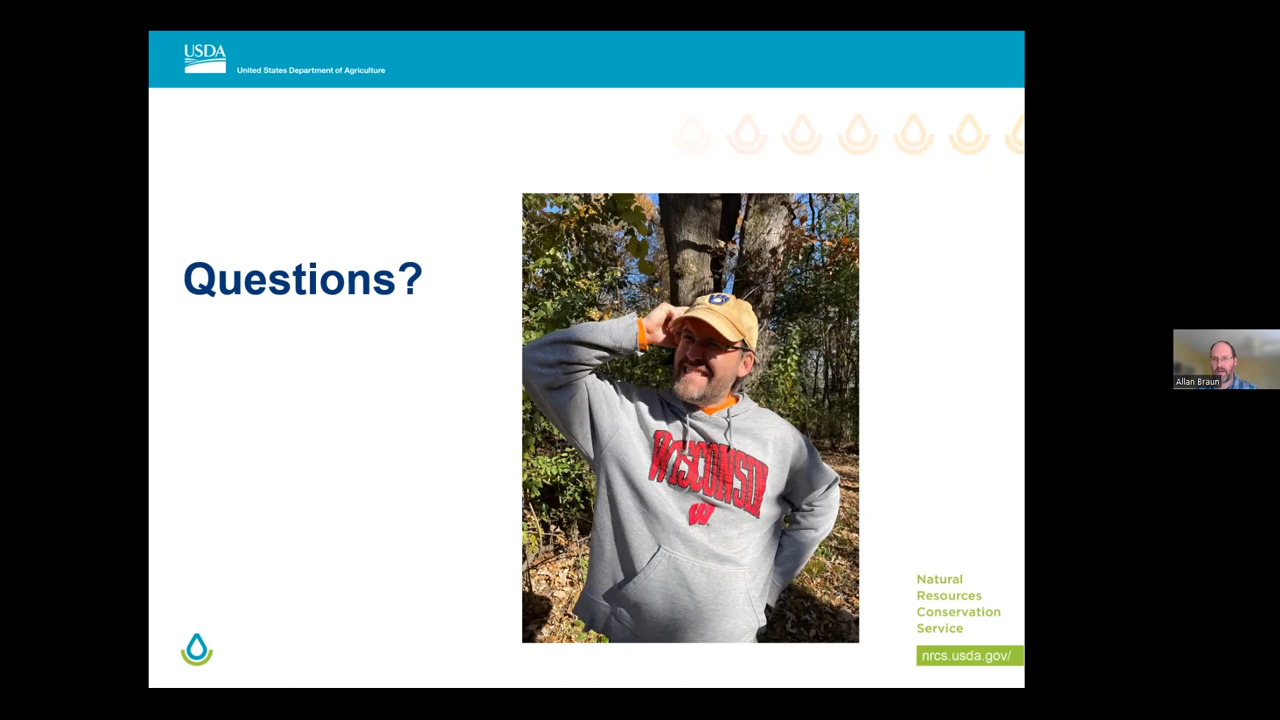 USDA
United States Department of Agriculture
Questions?
WISCONSIN
W
Natural
Resources
Conservation
Service
nrcs.usda.gov/
Allan Braun